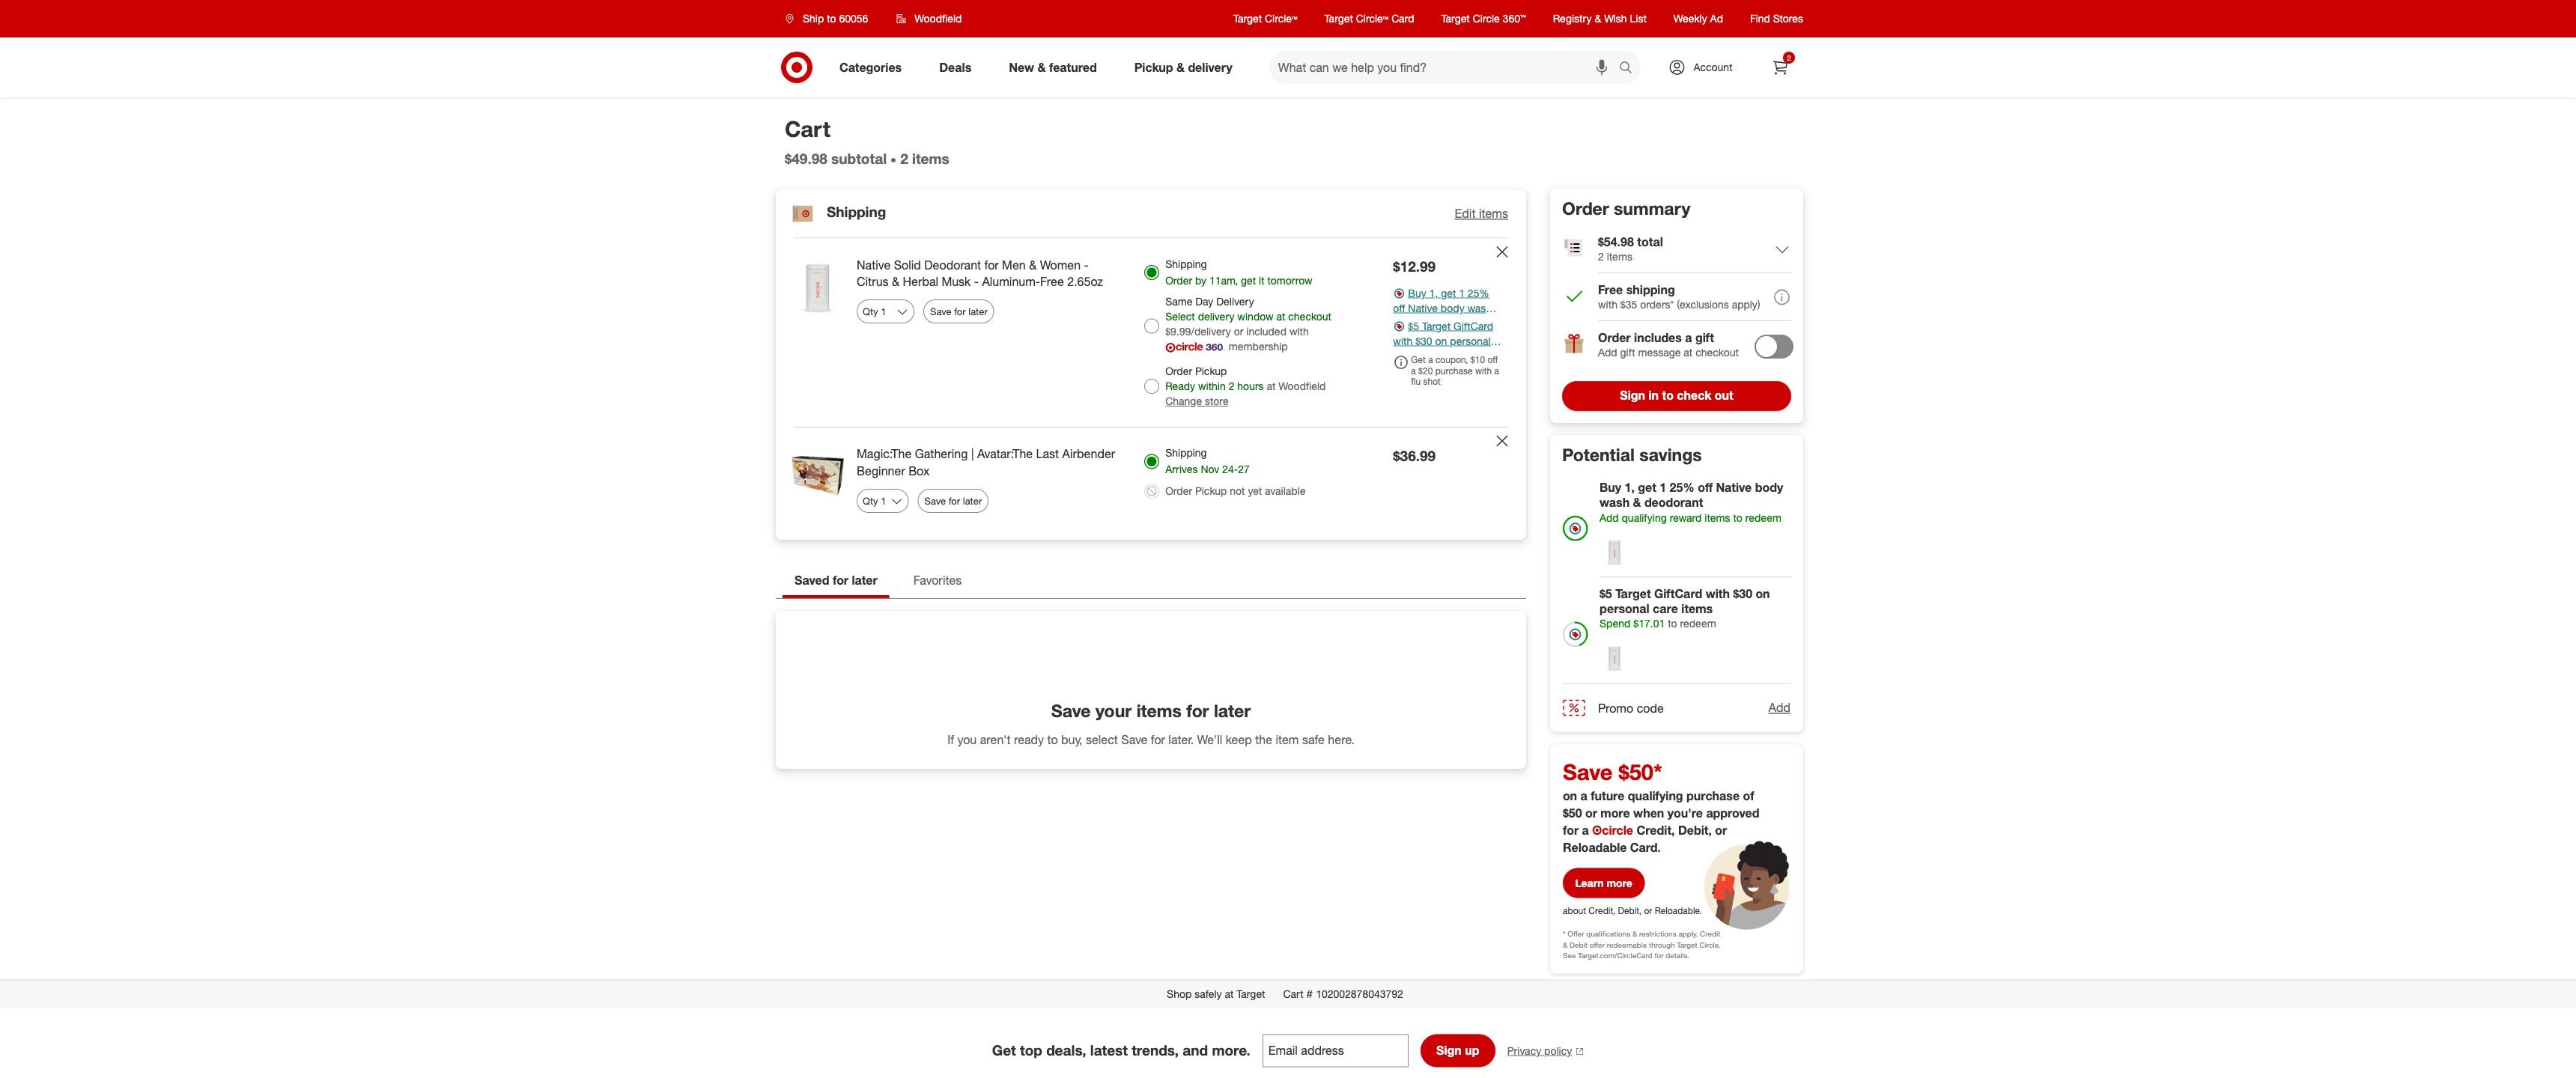 Ship to 60056
Woodfield
Target Circle™
Target Circle™ Card
Target Circle 360™
Registry & Wish List
Weekly Ad
Find Stores
Categories
Deals
New & featured
Pickup & delivery
What can we help you find?
Account
2
Cart
$49.98 subtotal • 2 items
Shipping
Edit items
Native Solid Deodorant for Men & Women -
Citrus & Herbal Musk - Aluminum-Free 2.65oz
Qty 1
Save for later
Shipping
Order by 11am, get it tomorrow
Same Day Delivery
Select delivery window at checkout
$9.99/delivery or included with
circle 360. membership
Order Pickup
Ready within 2 hours at Woodfield
Change store
$12.99
Buy 1, get 1 25%
off Native body was...
$5 Target GiftCard
with $30 on personal...
Get a coupon, $10 off
a $20 purchase with a
flu shot
Magic:The Gathering | Avatar:The Last Airbender
Beginner Box
Qty 1
Save for later
Shipping
Arrives Nov 24-27
Order Pickup not yet available
$36.99
Saved for later
Favorites
Save your items for later
If you aren't ready to buy, select Save for later. We'll keep the item safe here.
Order summary
$54.98 total
2 items
Free shipping
with $35 orders* (exclusions apply)
Order includes a gift
Add gift message at checkout
Sign in to check out
Potential savings
Buy 1, get 1 25% off Native body
wash & deodorant
Add qualifying reward items to redeem
$5 Target GiftCard with $30 on
personal care items
Spend $17.01 to redeem
Promo code
Add
Save $50*
on a future qualifying purchase of
$50 or more when you're approved
for a circle Credit, Debit, or
Reloadable Card.
Learn more
about Credit, Debit, or Reloadable.
* Offer qualifications & restrictions apply. Credit
& Debit offer redeemable through Target Circle.
See Target.com/CircleCard for details.
Shop safely at Target
Cart # 102002878043792
Get top deals, latest trends, and more.
Email address
Sign up
Privacy policy